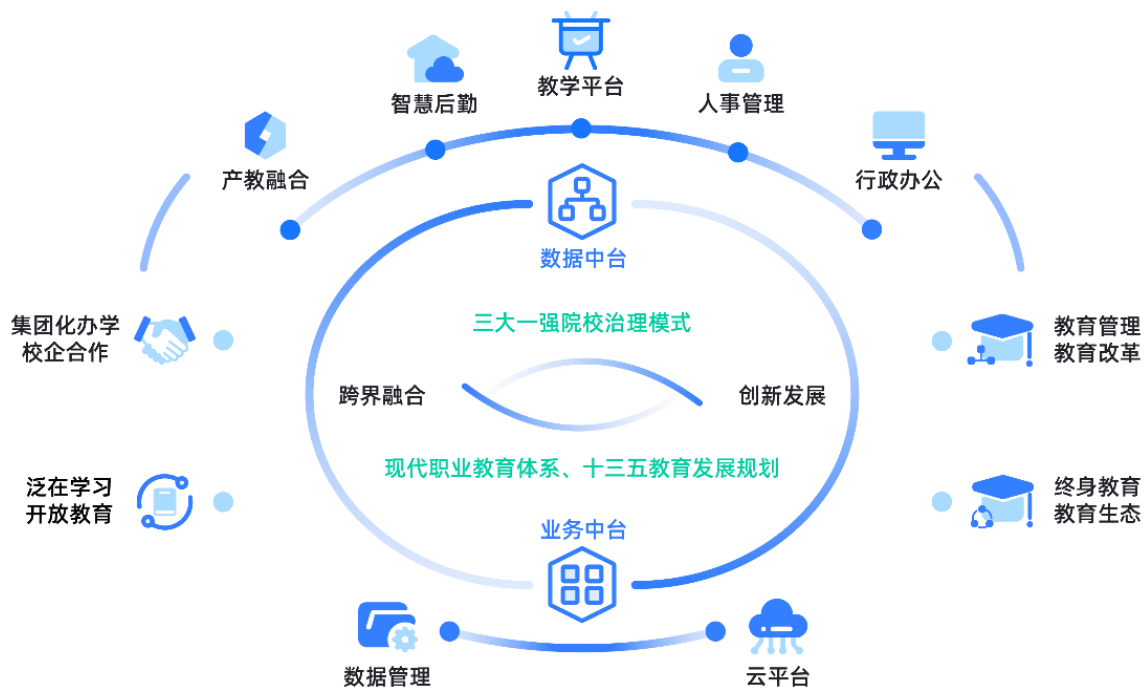 教学平台
智慧后勤
人事管理
产教融合
行政办公
数据中台
集团化办学
校企合作
三大一强院校治理模式
教育管理
教育改革
跨界融合
创新发展
现代职业教育体系、十三五教育发展规划
泛在学习
开放教育
终身教育
教育生态
业务中台
数据管理
云平台